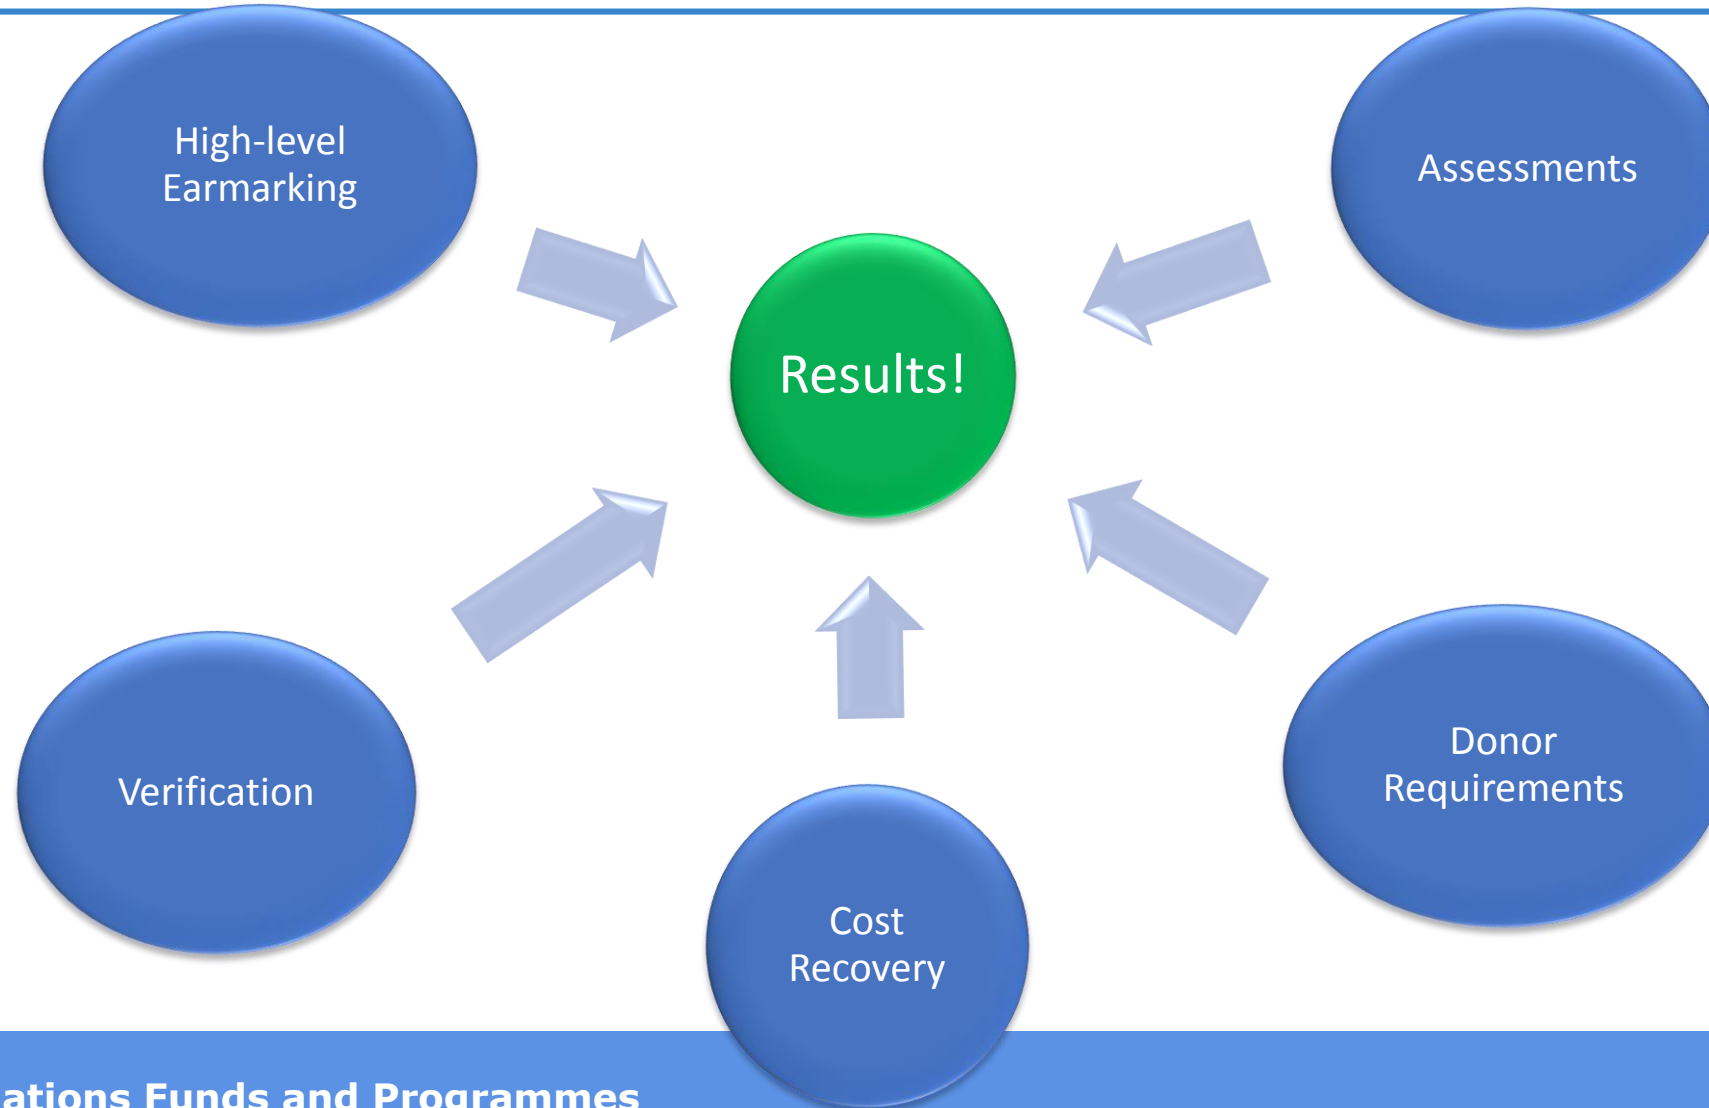 High-level
Earmarking
Assessments
Results!
Verification
Donor
Requirements
Cost
Recovery
ations Funds and Programmes